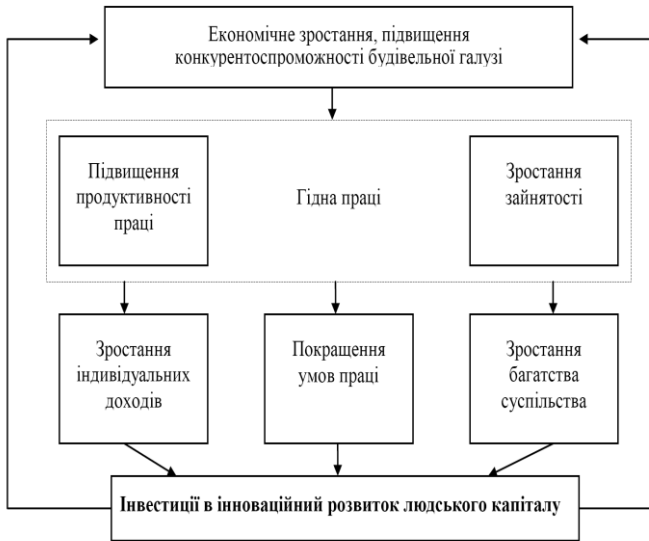 Економічне зростання, підвищення
конкурентоспроможності будівельної галузі
Підвищення
продуктивності
праці
Гідна праці
Зростання
зайнятості
Зростання
індивідуальних
доходів
Покращення
умов праці
Зростання
багатства
суспільства
Інвестиції в інноваційний розвиток людського капіталу